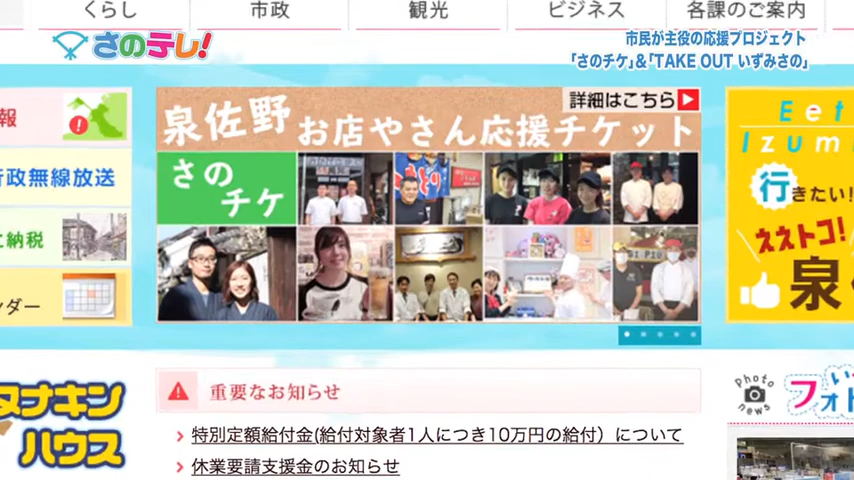 くらし
市政
観光
ビジネス
各課のご案内
さのテレ!
市民が主役の応援プロジェクト
「さのチケ」&「TAKE OUT いずみさの」
報
行政無線放送
納税
ンダー
詳細はこちら
泉佐野 お店やさん応援チケット
さの
チケ
Eet
Izum
行きたい!
ええトコ!
泉
タナキン
ハウス
重要なお知らせ
特別定額給付金(給付対象者1人につき10万円の給付）について
休業要請支援金のお知らせ
Photo
news
い
フォト